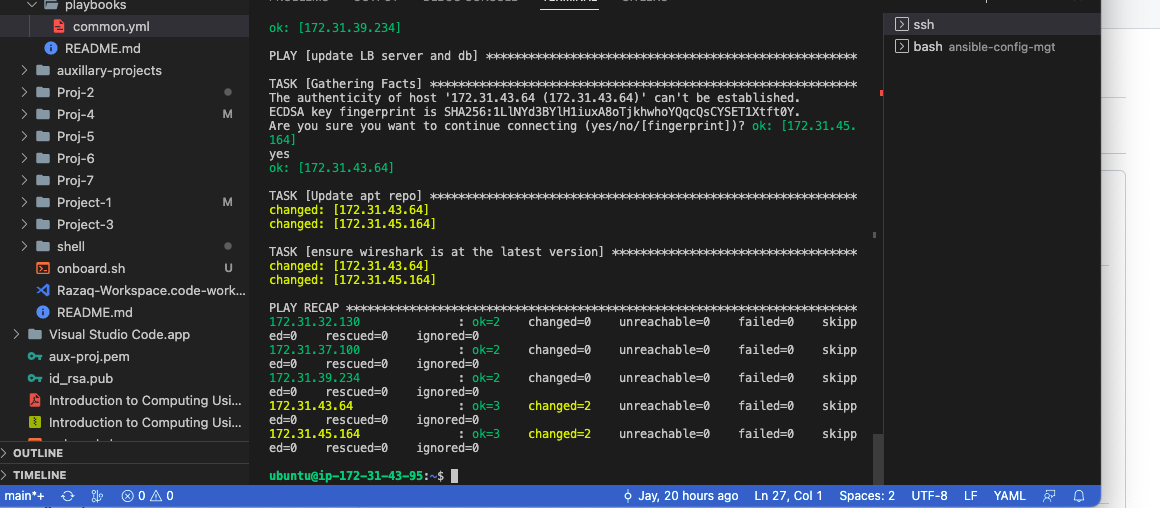 playbooks
common.yml
README.md
auxillary-projects
Proj-2
Proj-4 M
Proj-5
Proj-6
Proj-7
Project-1 M
Project-3
shell
onboard.sh U
Razaq-Workspace.code-work...
README.md
Visual Studio Code.app
aux-proj.pem
id_rsa.pub
Introduction to Computing Usi...
Introduction to Computing Usi...
OUTLINE
TIMELINE
TERMINAL
ok: [172.31.39.234]
PLAY [update LB server and db] *****************************************************
TASK [Gathering Facts] *************************************************************
The authenticity of host '172.31.43.64 (172.31.43.64)' can't be established.
ECDSA key fingerprint is SHA256:1LlNYd3BYlH1iuxA8oTjkhwhoYQqcQsCYSET1Xtft0Y.
Are you sure you want to continue connecting (yes/no/[fingerprint])? ok: [172.31.45.
164]
yes
ok: [172.31.43.64]
TASK [Update apt repo] *************************************************************
changed: [172.31.43.64]
changed: [172.31.45.164]
TASK [ensure wireshark is at the latest version] ***********************************
changed: [172.31.43.64]
changed: [172.31.45.164]
PLAY RECAP *************************************************************************
172.31.32.130 : ok=2 changed=0 unreachable=0 failed=0 skipp
ed=0 rescued=0 ignored=0
172.31.37.100 : ok=2 changed=0 unreachable=0 failed=0 skipp
ed=0 rescued=0 ignored=0
172.31.39.234 : ok=2 changed=0 unreachable=0 failed=0 skipp
ed=0 rescued=0 ignored=0
172.31.43.64 : ok=3 changed=2 unreachable=0 failed=0 skipp
ed=0 rescued=0 ignored=0
172.31.45.164 : ok=3 changed=2 unreachable=0 failed=0 skipp
ed=0 rescued=0 ignored=0
ubuntu@ip-172-31-43-95:~$
ssh
bash ansible-config-mgt
main*+ 0 0 Jay, 20 hours ago Ln 27, Col 1 Spaces: 2 UTF-8 LF YAML